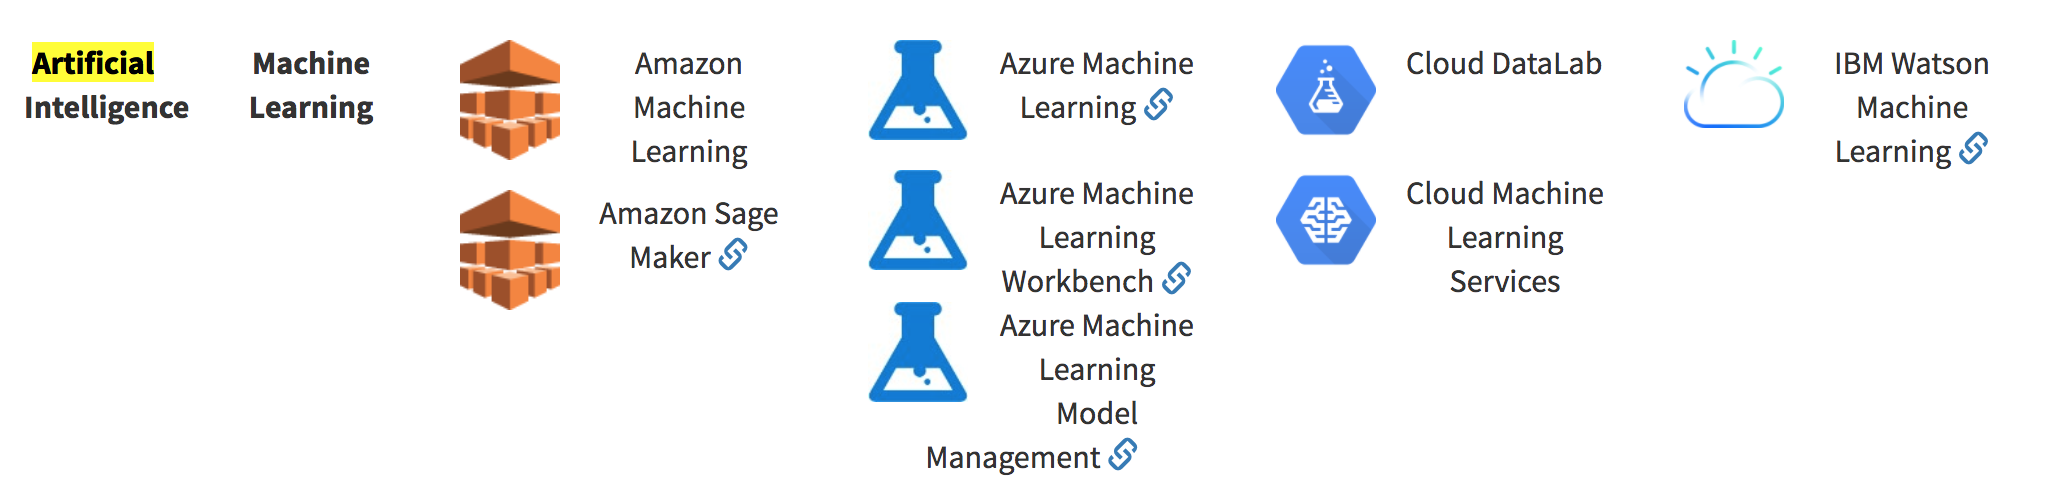 Artificial
Intelligence
Machine
Learning
Amazon
Machine
Learning
Amazon Sage
Maker
Azure Machine
Learning
Azure Machine
Learning
Workbench
Azure Machine
Learning
Model
Management
Cloud DataLab
Cloud Machine
Learning
Services
IBM Watson
Machine
Learning